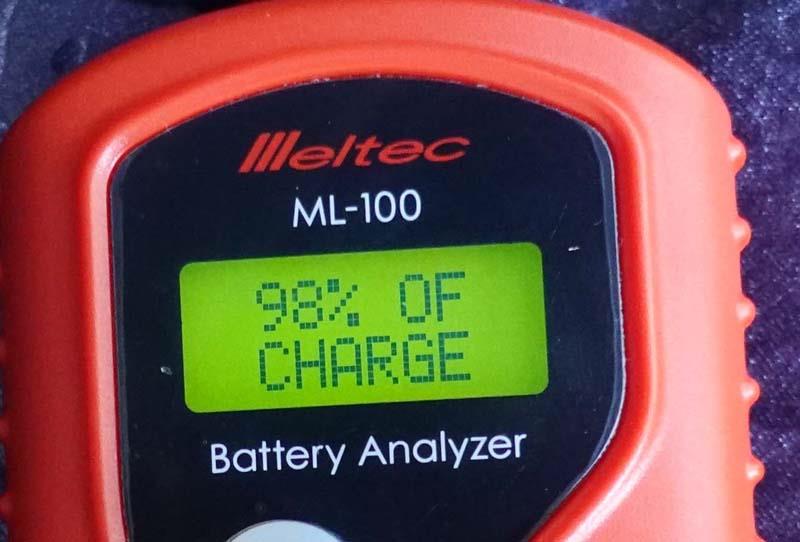 Meltec
ML-100
98% OF
CHARGE
Battery Analyzer